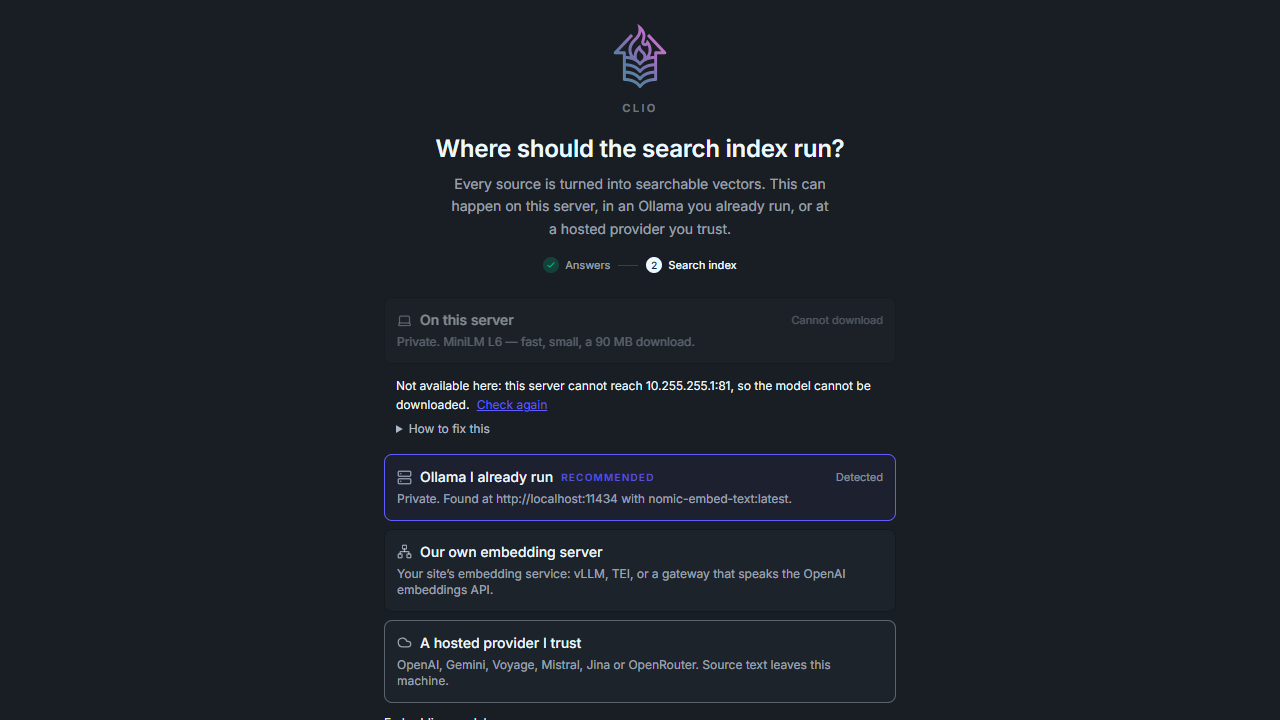 CLIO
Where should the search index run?
Every source is turned into searchable vectors. This can
happen on this server, in an Ollama you already run, or at
a hosted provider you trust.
Answers
2 Search index
On this server
Cannot download
Private. MiniLM L6 — fast, small, a 90 MB download.
Not available here: this server cannot reach 10.255.255.1:81, so the model cannot be
downloaded. Check again
How to fix this
Ollama I already run RECOMMENDED
Detected
Private. Found at http://localhost:11434 with nomic-embed-text:latest.
Our own embedding server
Your site’s embedding service: vLLM, TEI, or a gateway that speaks the OpenAI
embeddings API.
A hosted provider I trust
OpenAI, Gemini, Voyage, Mistral, Jina or OpenRouter. Source text leaves this
machine.